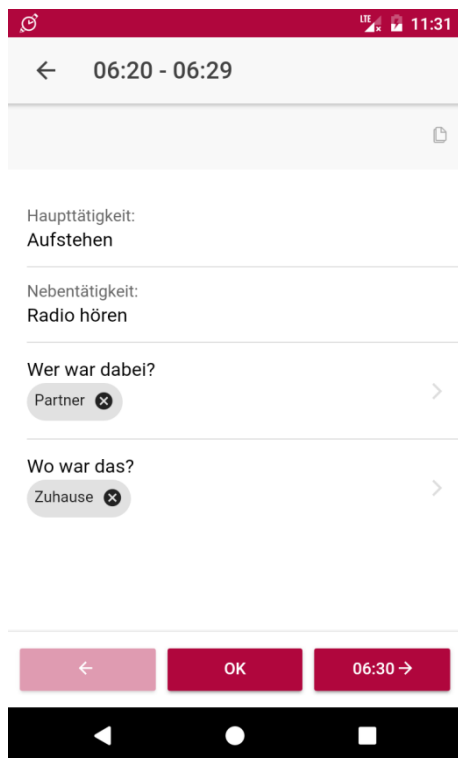 LTE 11:31
← 06:20 - 06:29
Haupttätigkeit:
Aufstehen
Nebentätigkeit:
Radio hören
Wer war dabei?
Partner
Wo war das?
Zuhause
← OK 06:30 →